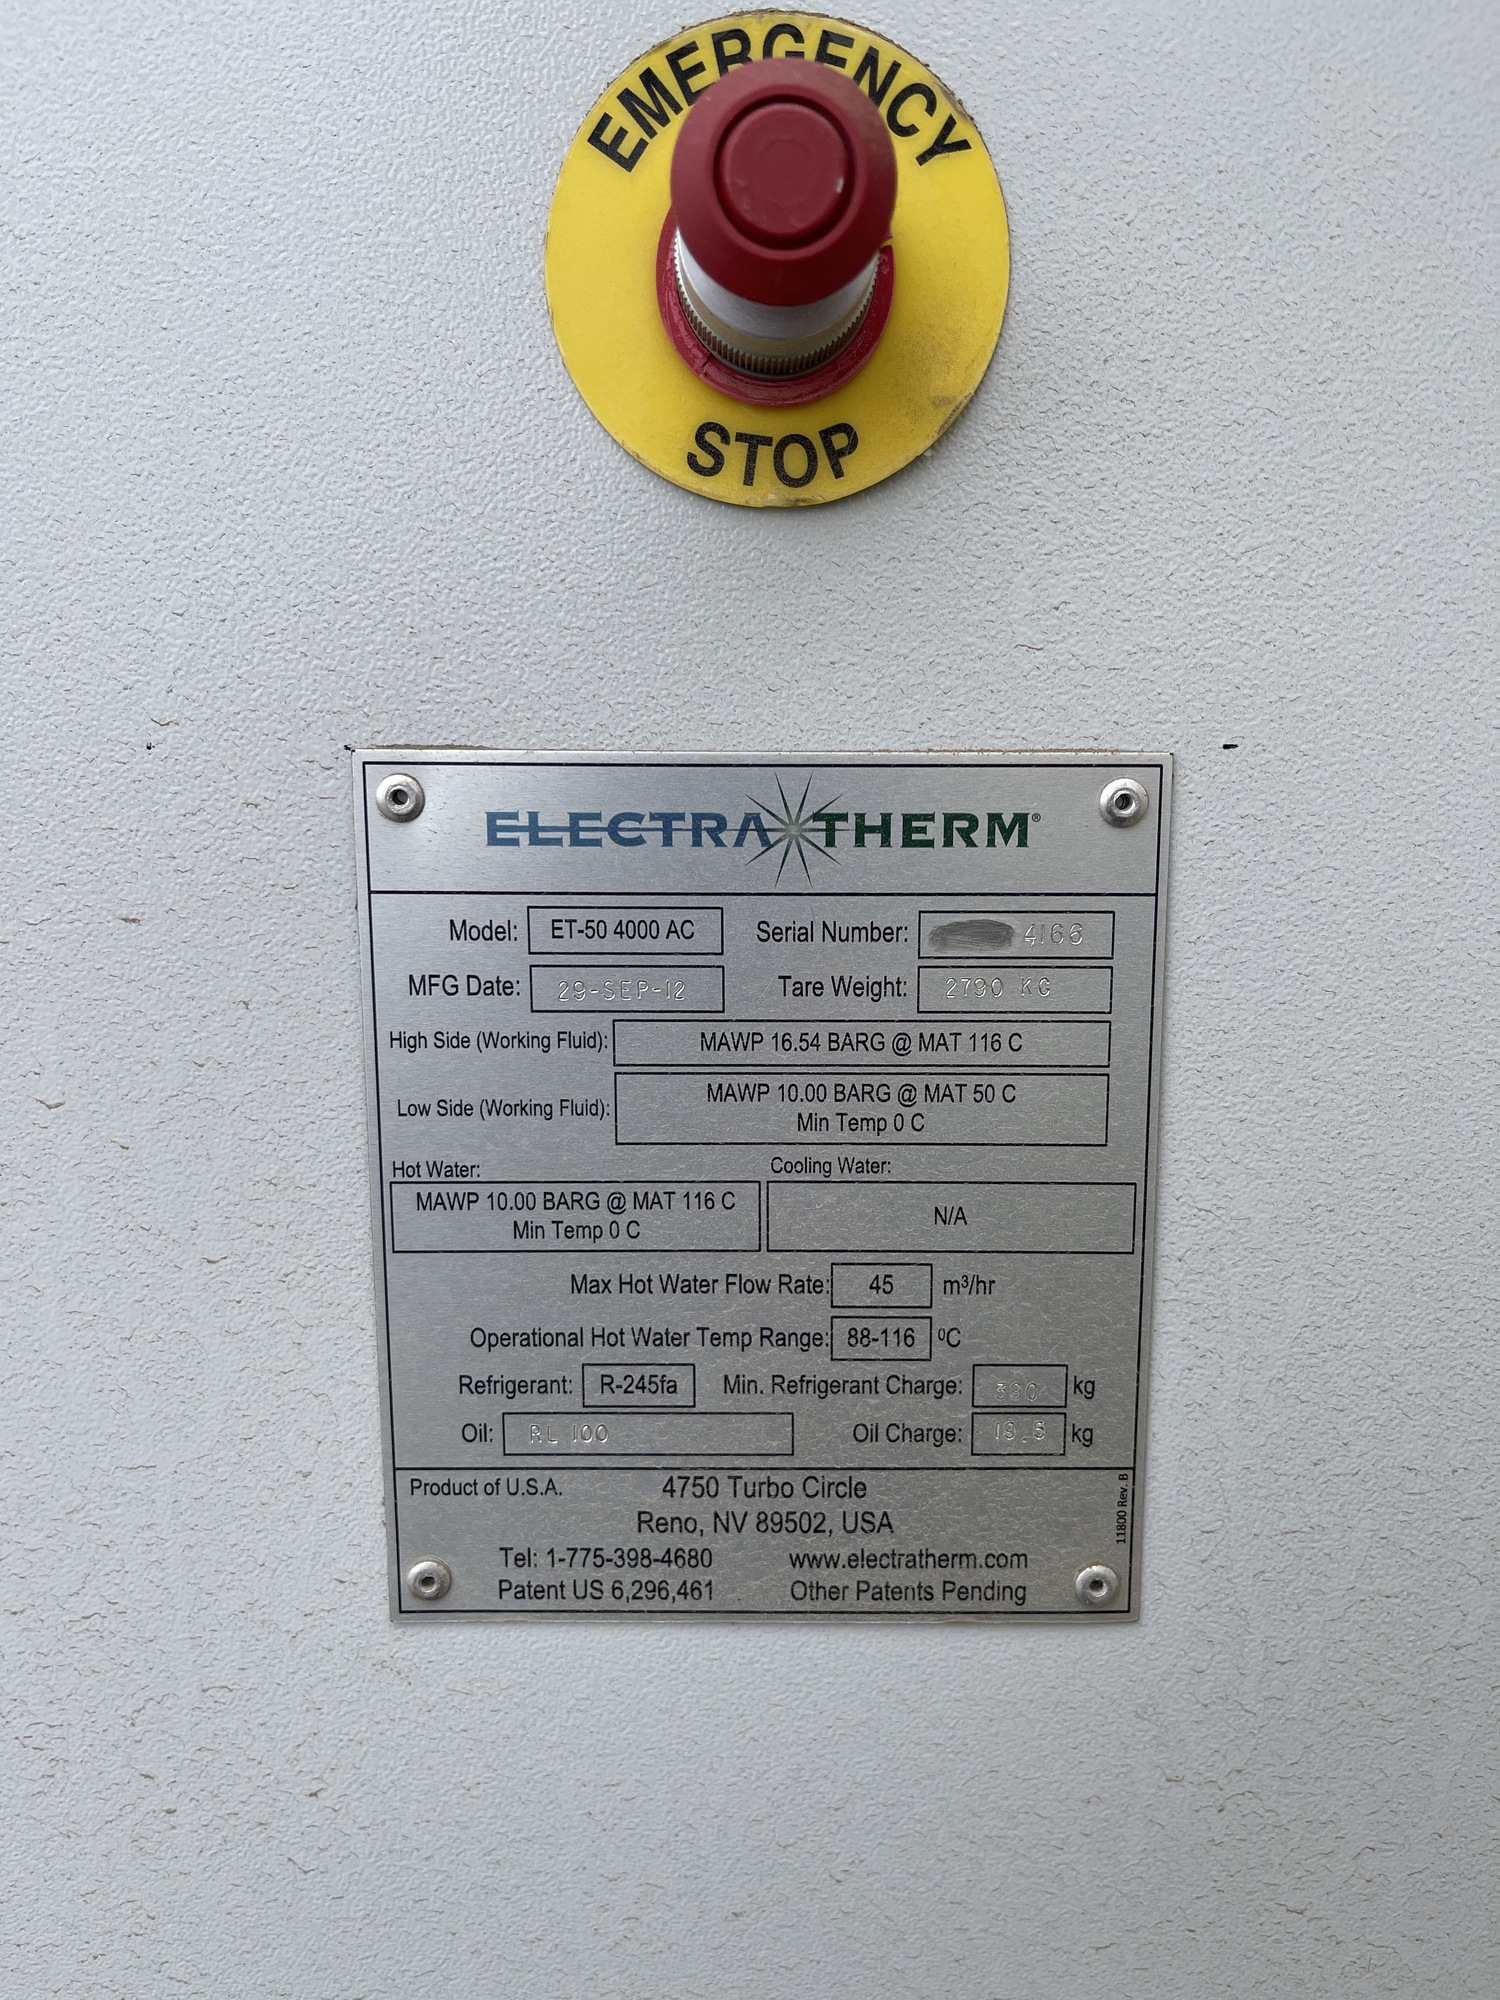 EMERGENCY
STOP
ELECTRATHERM®
Model: ET-50 4000 AC Serial Number: 4166
MFG Date: 29-SEP-12 Tare Weight: 2790 KG
High Side (Working Fluid): MAWP 16.54 BARG @ MAT 116 C
Low Side (Working Fluid): MAWP 10.00 BARG @ MAT 50 C
Min Temp 0 C
Hot Water: Cooling Water:
MAWP 10.00 BARG @ MAT 116 C N/A
Min Temp 0 C
Max Hot Water Flow Rate: 45 m³/hr
Operational Hot Water Temp Range: 88-116 ⁰C
Refrigerant: R-245fa Min. Refrigerant Charge: 390 kg
Oil: RL 100 Oil Charge: 19.5 kg
Product of U.S.A. 4750 Turbo Circle
Reno, NV 89502, USA
Tel: 1-775-398-4680 www.electratherm.com
Patent US 6,296,461 Other Patents Pending
11800 Rev. B